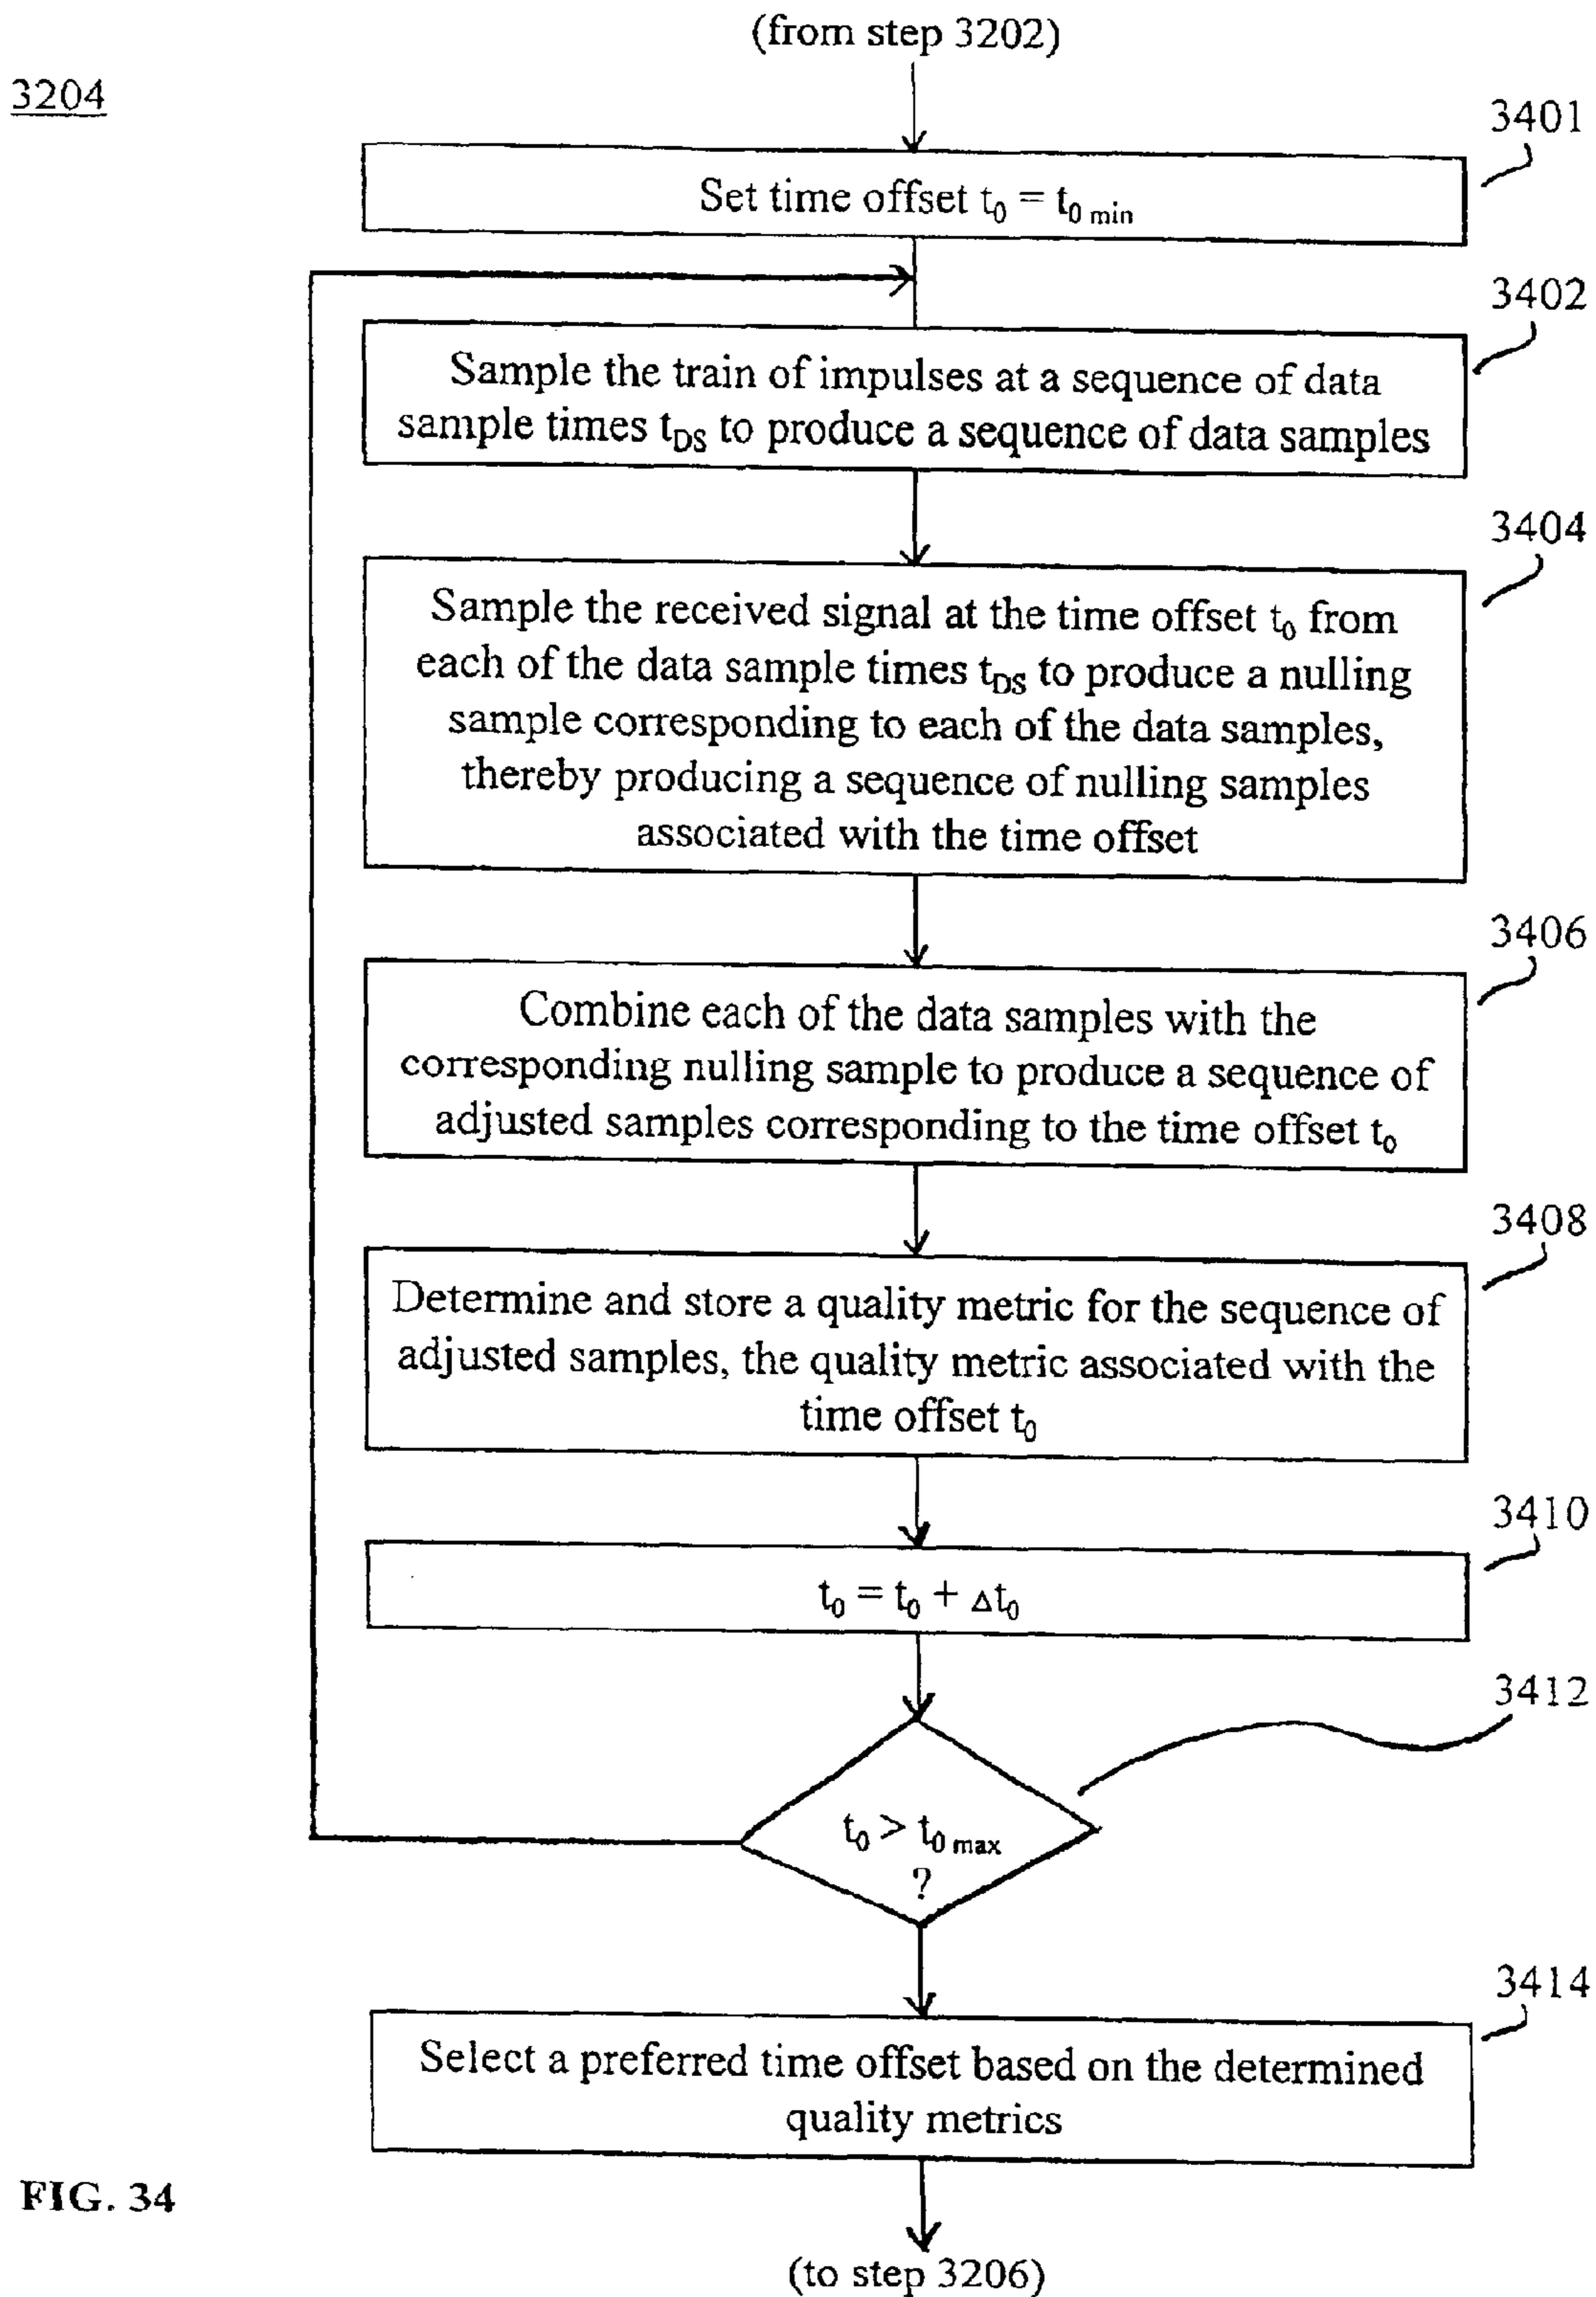 (from step 3202)
3204
3401
Set time offset t₀ = t₀ min
3402
Sample the train of impulses at a sequence of data
sample times tDS to produce a sequence of data samples
3404
Sample the received signal at the time offset t₀ from
each of the data sample times tDS to produce a nulling
sample corresponding to each of the data samples,
thereby producing a sequence of nulling samples
associated with the time offset
3406
Combine each of the data samples with the
corresponding nulling sample to produce a sequence of
adjusted samples corresponding to the time offset t₀
3408
Determine and store a quality metric for the sequence of
adjusted samples, the quality metric associated with the
time offset t₀
3410
t₀ = t₀ + Δt₀
3412
t₀ > t₀ max
?
3414
Select a preferred time offset based on the determined
quality metrics
FIG. 34
(to step 3206)